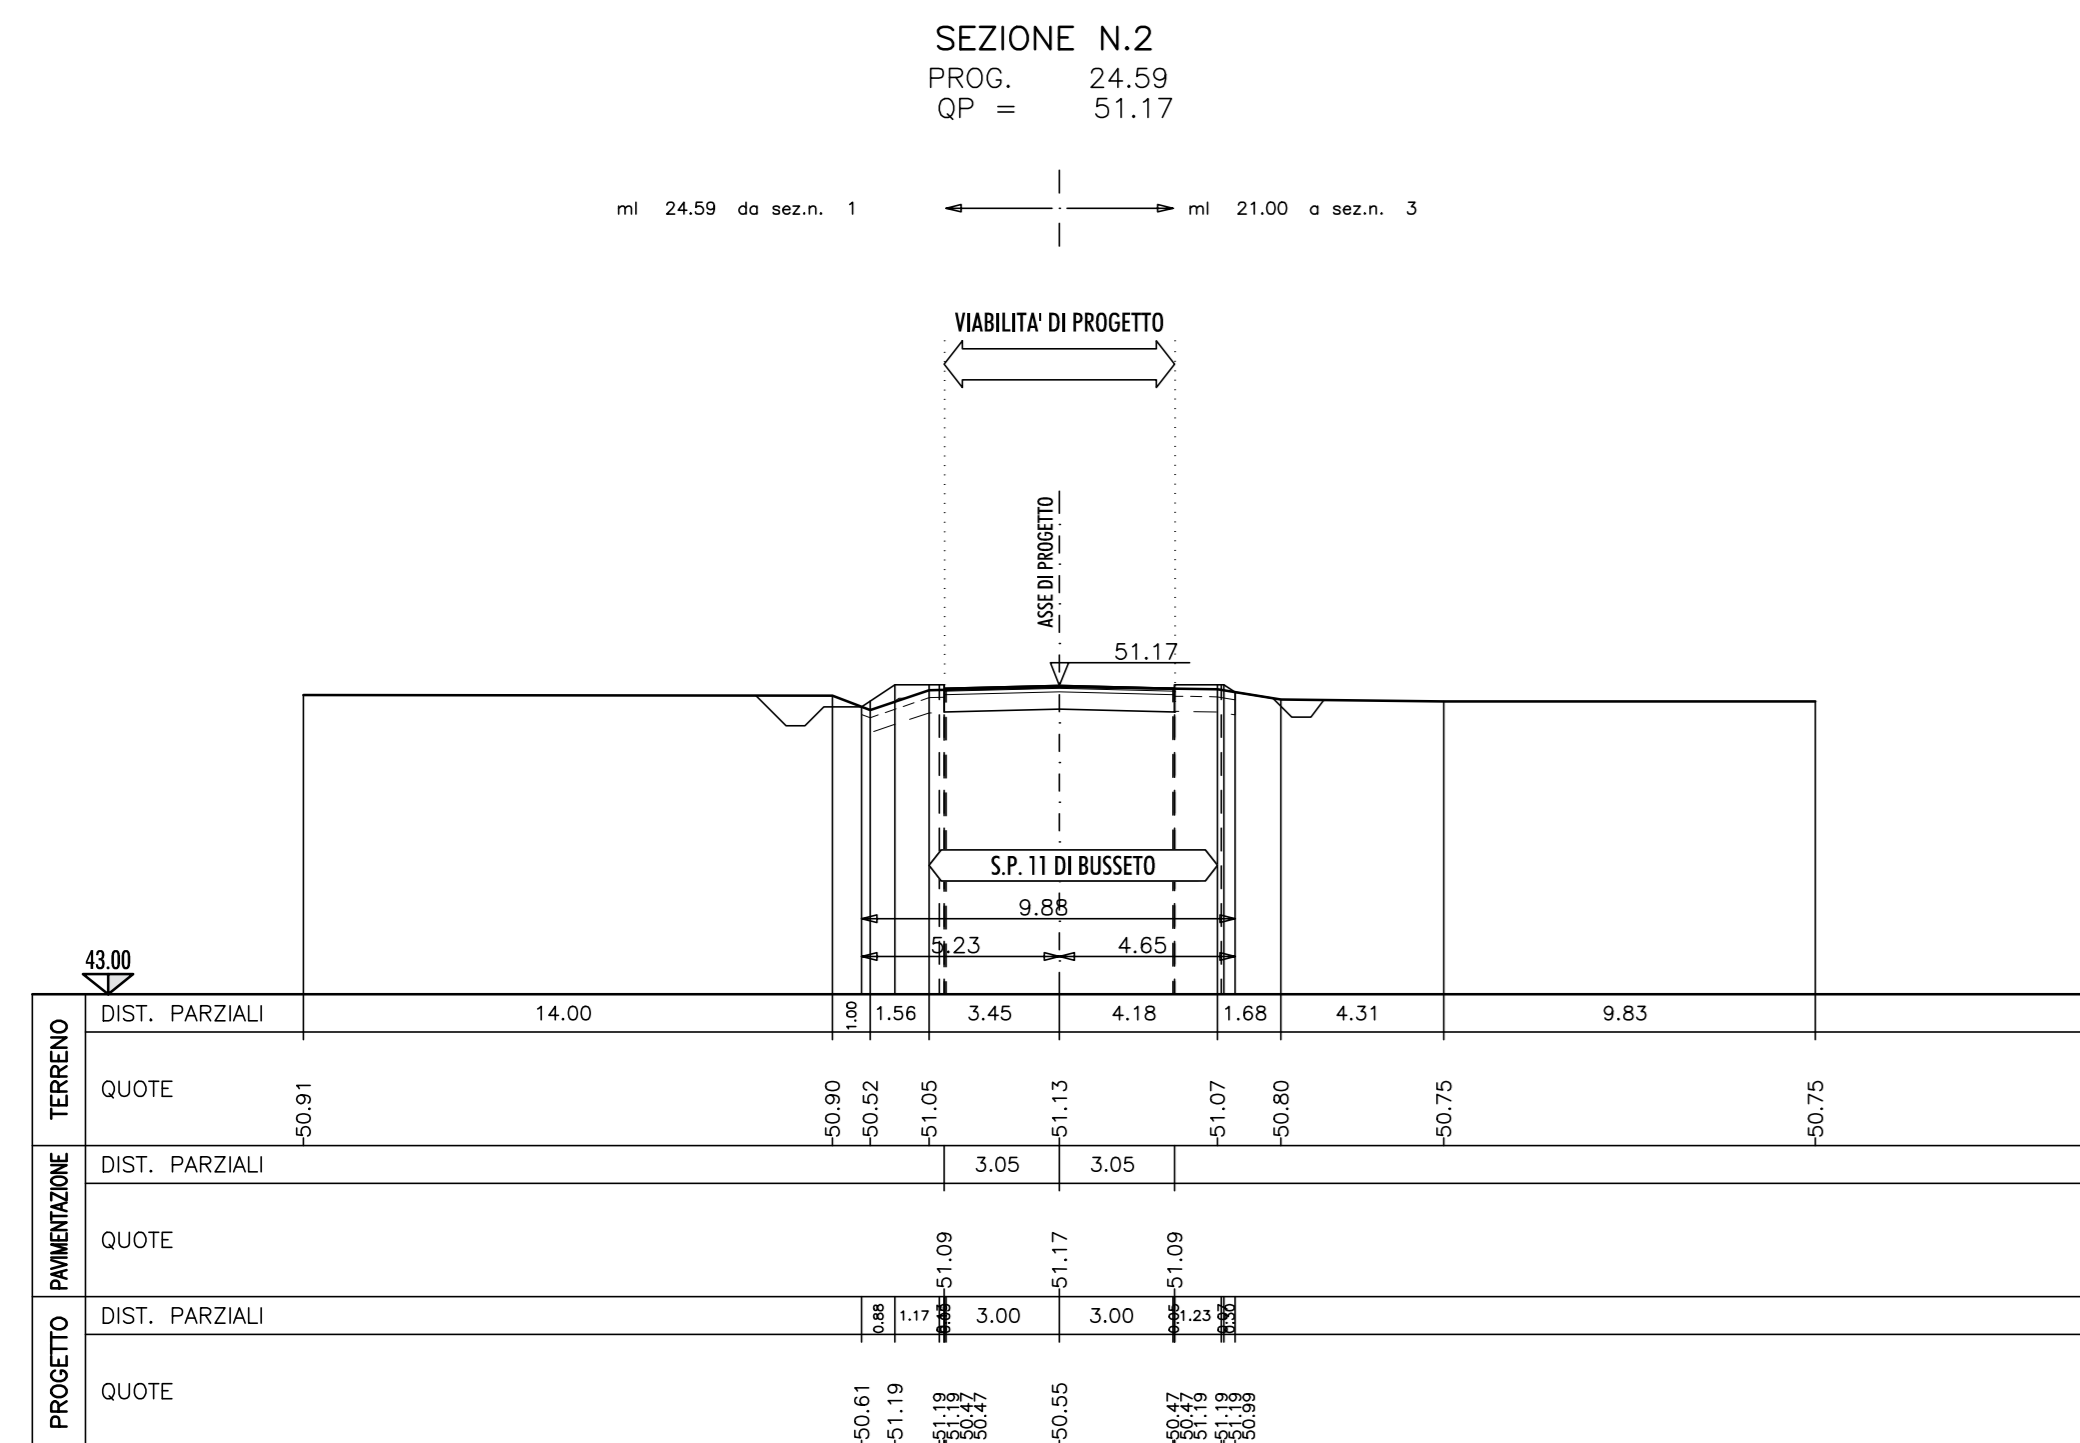 SEZIONE N.2
PROG. 24.59
QP = 51.17
ml 24.59 da sez.n. 1
ml 21.00 a sez.n. 3
VIABILITA' DI PROGETTO
ASSE DI PROGETTO
51.17
S.P. 11 DI BUSSETO
9.88
5.23 4.65
43.00
TERRENO
DIST. PARZIALI 14.00 1.00 1.56 3.45 4.18 1.68 4.31 9.83
QUOTE 50.91 50.90 50.52 51.05 51.13 51.07 50.80 50.75 50.75
PAVIMENTAZIONE
DIST. PARZIALI 3.05 3.05
QUOTE 51.09 51.17 51.09
PROGETTO
DIST. PARZIALI 0.88 1.17 3.00 3.00 0.05 1.23 0.07 0.30
QUOTE 50.61 51.19 51.19 51.19 50.47 50.47 50.55 50.47 50.47 51.19 51.19 51.19 50.99